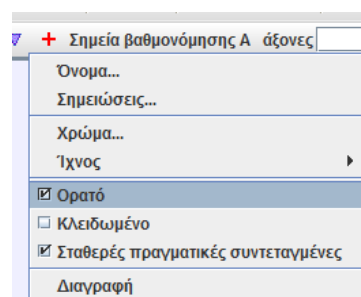 Σημεία βαθμονόμησης Α άξονες
Όνομα...
Σημειώσεις...
Χρώμα...
Ίχνος
Ορατό
Κλειδωμένο
Σταθερές πραγματικές συντεταγμένες
Διαγραφή